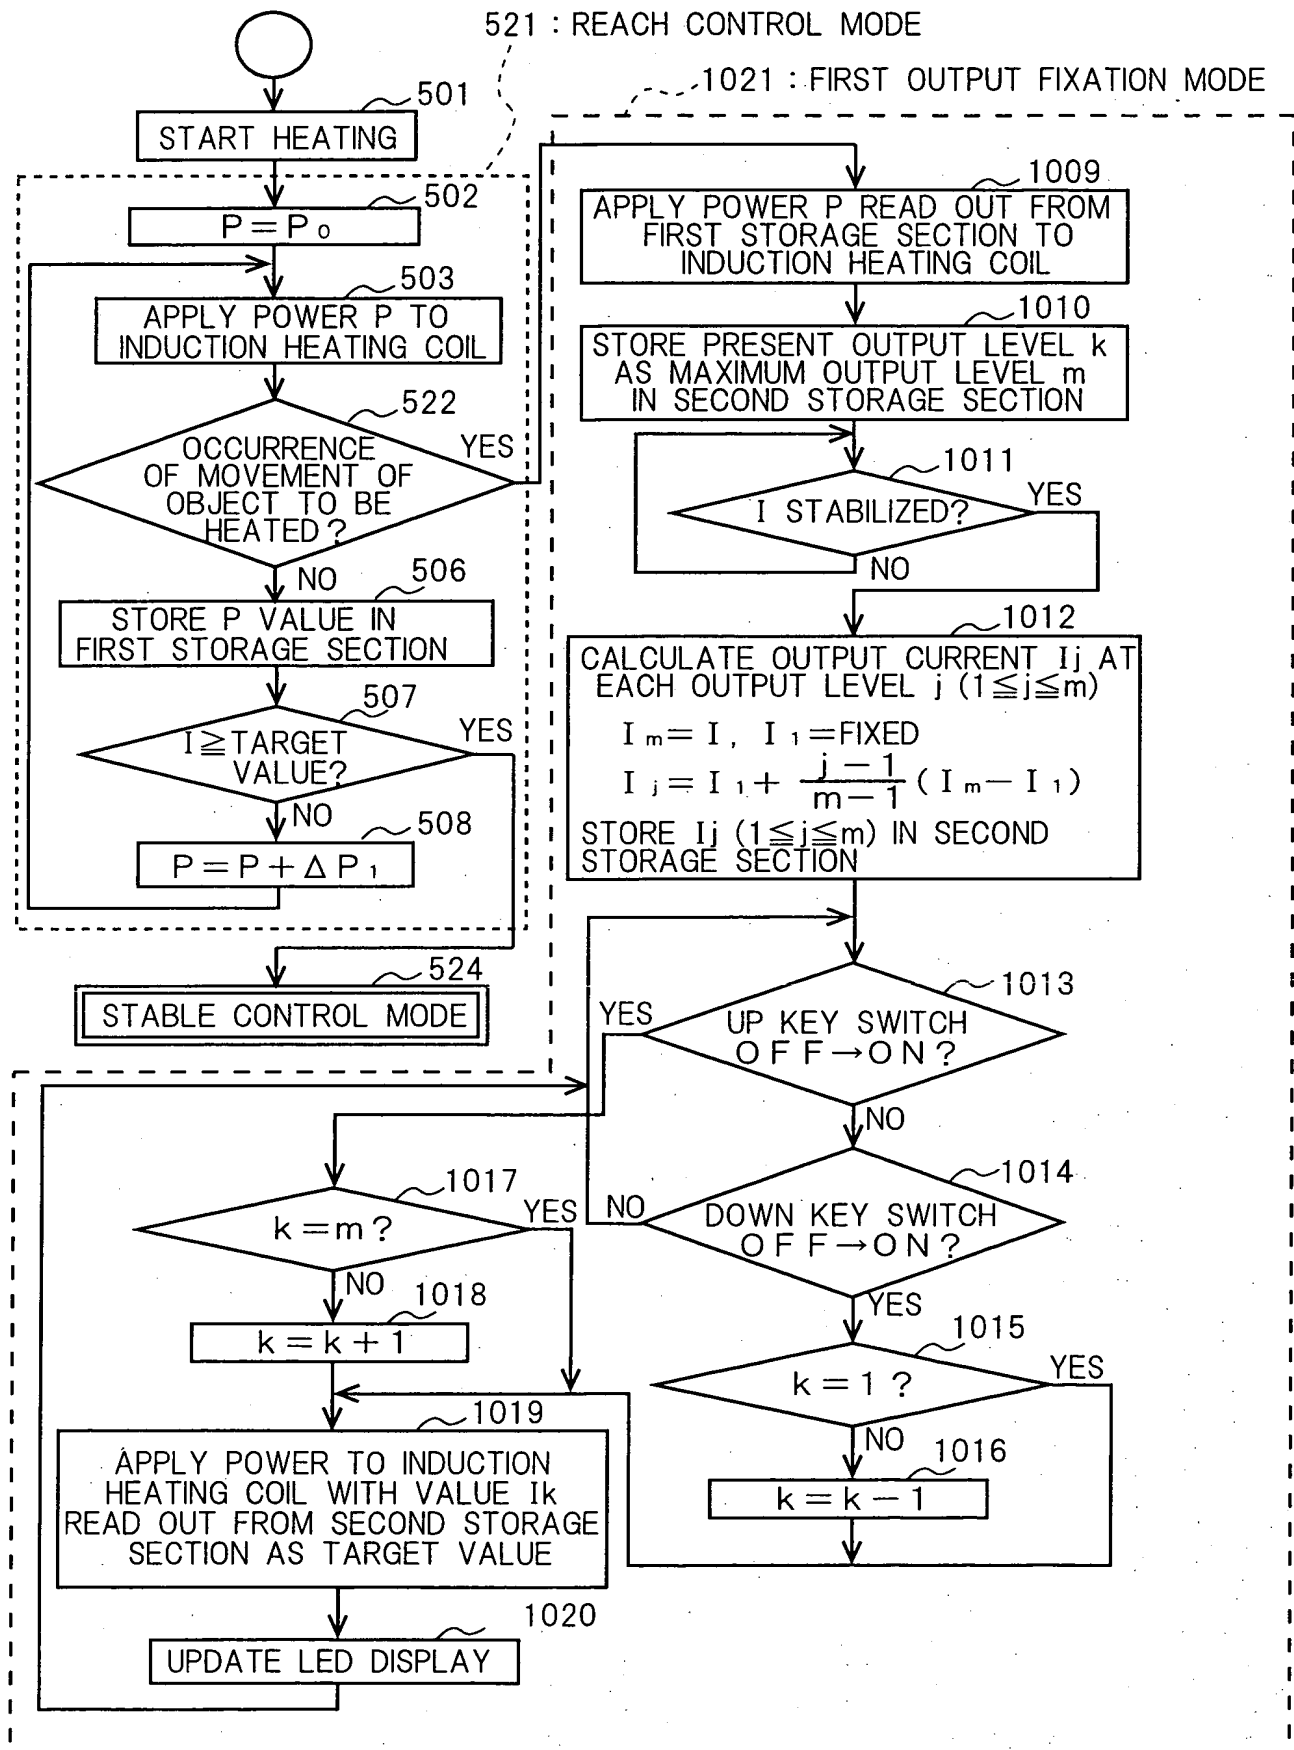 521 : REACH CONTROL MODE
1021 : FIRST OUTPUT FIXATION MODE
501
START HEATING
502
P = P₀
503
APPLY POWER P TO
INDUCTION HEATING COIL
522
OCCURRENCE
OF MOVEMENT OF
OBJECT TO BE
HEATED ?
YES
NO
506
STORE P VALUE IN
FIRST STORAGE SECTION
507
I ≧ TARGET
VALUE?
YES
NO
508
P = P + Δ P₁
524
STABLE CONTROL MODE
1009
APPLY POWER P READ OUT FROM
FIRST STORAGE SECTION TO
INDUCTION HEATING COIL
1010
STORE PRESENT OUTPUT LEVEL k
AS MAXIMUM OUTPUT LEVEL m
IN SECOND STORAGE SECTION
1011
I STABILIZED?
YES
NO
1012
CALCULATE OUTPUT CURRENT Ij AT
EACH OUTPUT LEVEL j (1≦j≦m)
I m = I, I ₁ = FIXED
I j = I ₁ + (j − 1)/(m − 1) ( I m − I ₁ )
STORE Ij (1≦j≦m) IN SECOND
STORAGE SECTION
1013
UP KEY SWITCH
OFF→ON?
YES
NO
1014
DOWN KEY SWITCH
OFF→ON?
NO
YES
1015
k = 1 ?
YES
NO
1016
k = k − 1
1017
k = m ?
YES
NO
1018
k = k + 1
1019
APPLY POWER TO INDUCTION
HEATING COIL WITH VALUE Ik
READ OUT FROM SECOND STORAGE
SECTION AS TARGET VALUE
1020
UPDATE LED DISPLAY